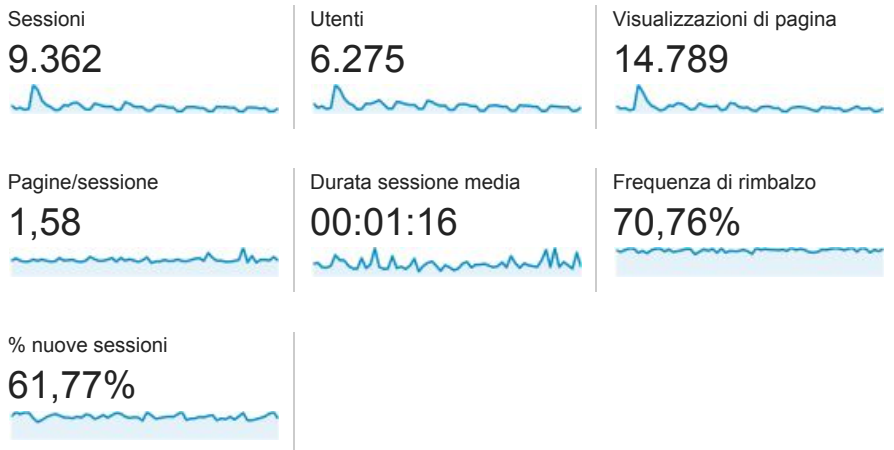 Sessioni
9.362
Utenti
6.275
Visualizzazioni di pagina
14.789
Pagine/sessione
1,58
Durata sessione media
00:01:16
Frequenza di rimbalzo
70,76%
% nuove sessioni
61,77%